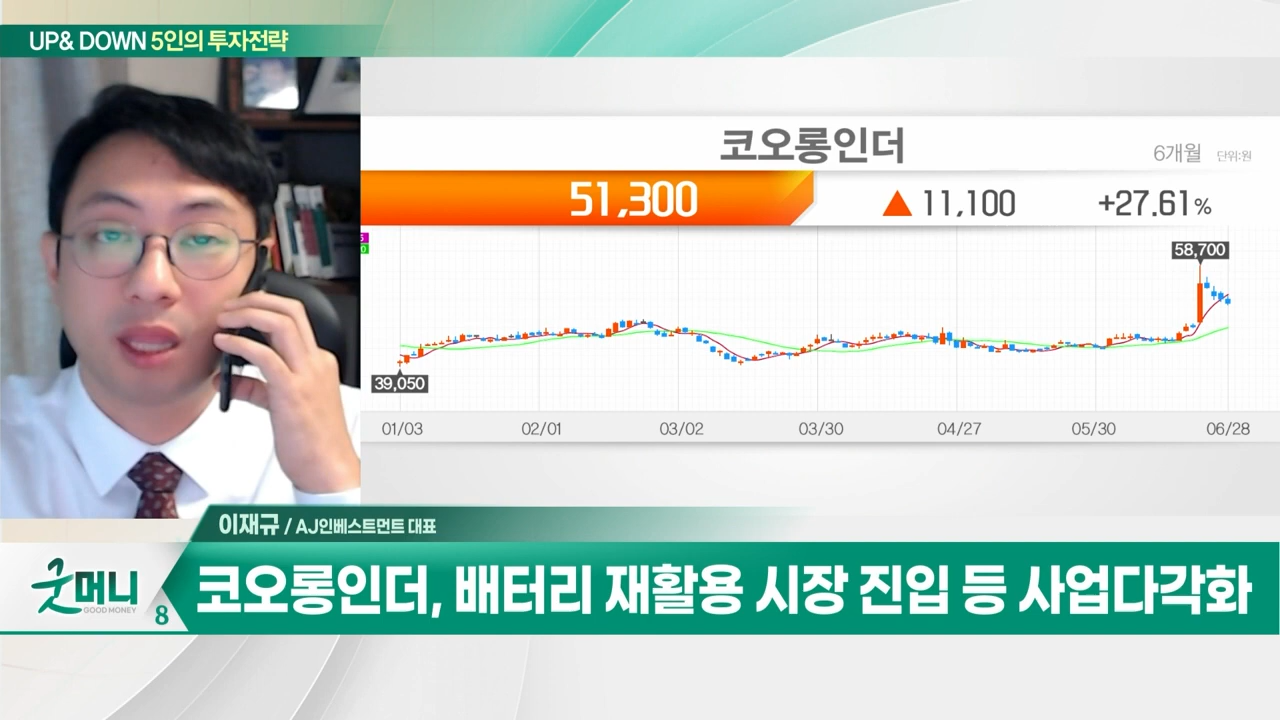 UP& DOWN 5인의 투자전략
코오롱인더
6개월 단위:원
51,300 ▲ 11,100 +27.61%
58,700
39,050
01/03 02/01 03/02 03/30 04/27 05/30 06/28
이재규 / AJ인베스트먼트 대표
굿머니
GOOD MONEY
8
코오롱인더, 배터리 재활용 시장 진입 등 사업다각화